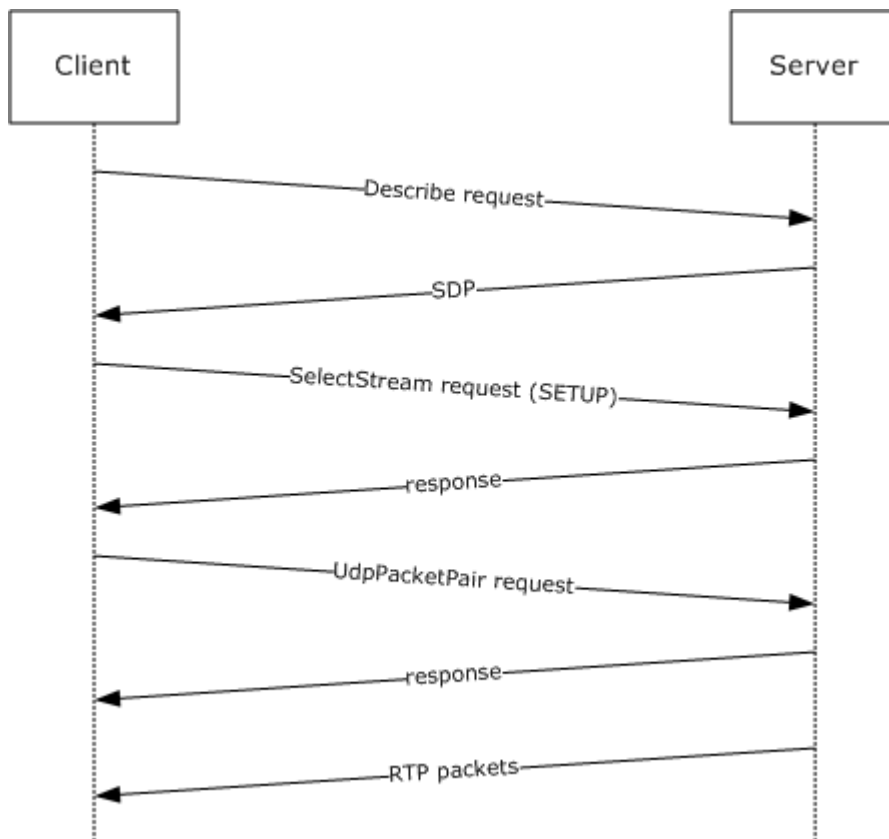 Client
Server
Describe request
SDP
SelectStream request (SETUP)
response
UdpPacketPair request
response
RTP packets